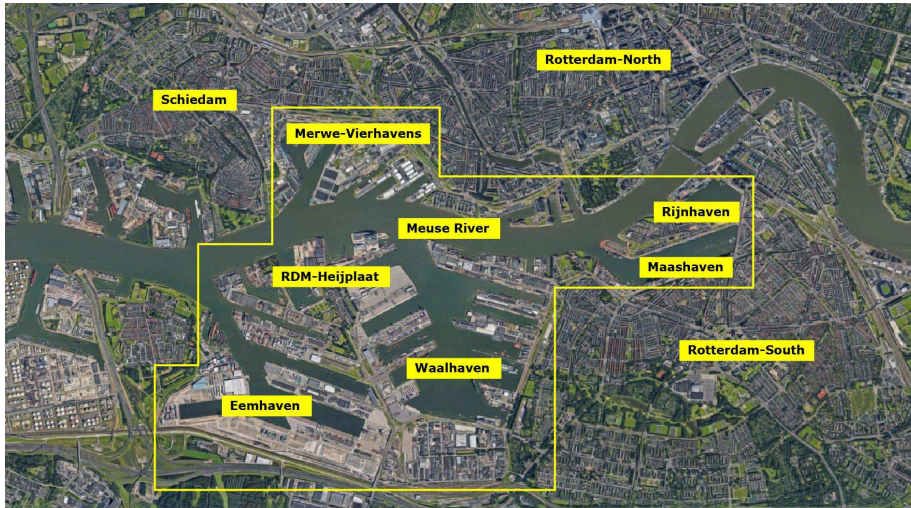 Rotterdam-North
Schiedam
Merwe-Vierhavens
Rijnhaven
Meuse River
Maashaven
RDM-Heijplaat
Rotterdam-South
Waalhaven
Eemhaven